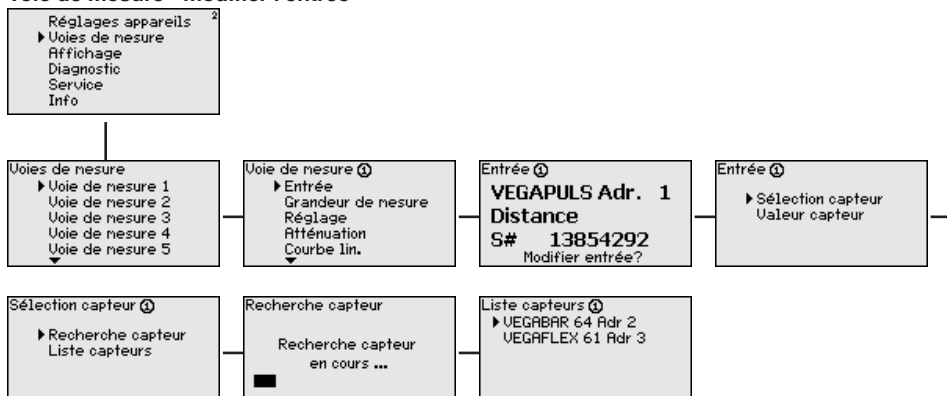 Voie de mesure - Modifier l'entrée
Réglages appareils 2
Voies de mesure
Affichage
Diagnostic
Service
Info
Voies de mesure
Voie de mesure 1
Voie de mesure 2
Voie de mesure 3
Voie de mesure 4
Voie de mesure 5
Voie de mesure ①
Entrée
Grandeur de mesure
Réglage
Atténuation
Courbe lin.
Entrée ①
VEGAPULS Adr. 1
Distance
S# 13854292
Modifier entrée?
Entrée ①
Sélection capteur
Valeur capteur
Sélection capteur ①
Recherche capteur
Liste capteurs
Recherche capteur
Recherche capteur
en cours ...
Liste capteurs ①
VEGABAR 64 Adr 2
VEGAFLEX 61 Adr 3